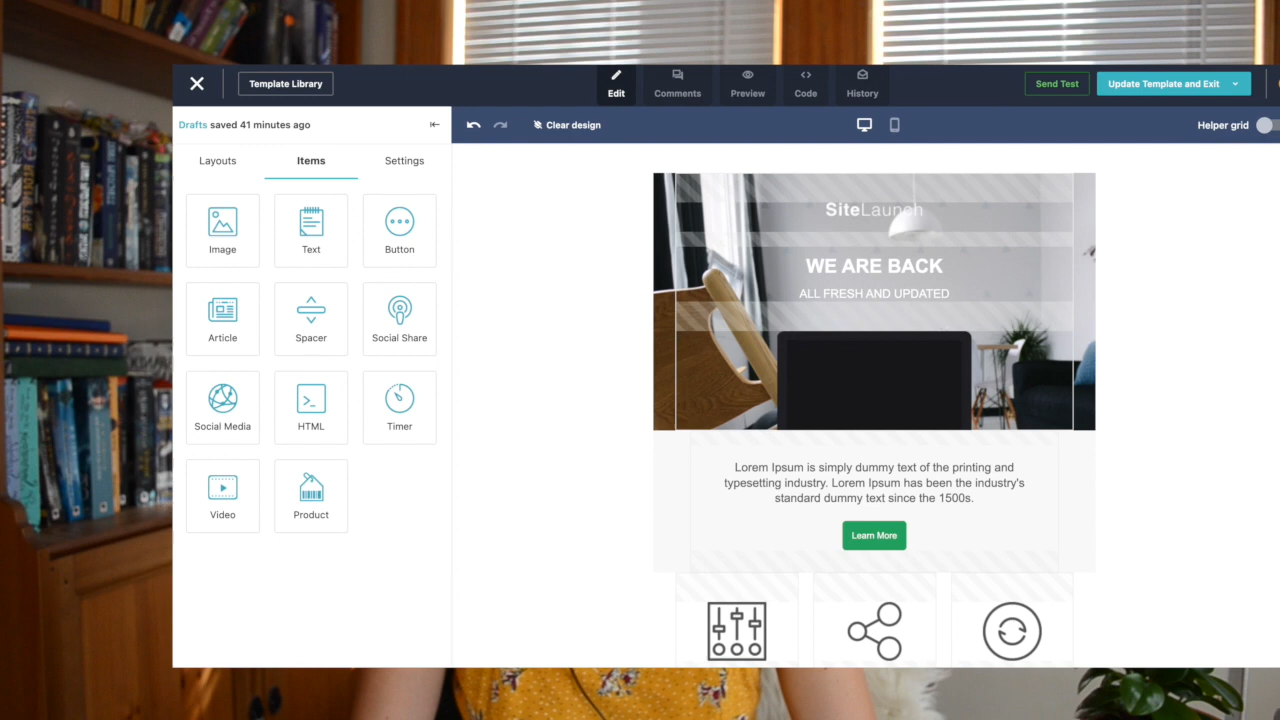 Template Library
Edit
Comments
Preview
Code
History
Send Test
Update Template and Exit
Drafts saved 41 minutes ago
Clear design
Helper grid
Layouts
Items
Settings
Image
Text
Button
Article
Spacer
Social Share
Social Media
HTML
Timer
Video
Product
SiteLaunch
WE ARE BACK
ALL FRESH AND UPDATED
Lorem Ipsum is simply dummy text of the printing and
typesetting industry. Lorem Ipsum has been the industry's
standard dummy text since the 1500s.
Learn More